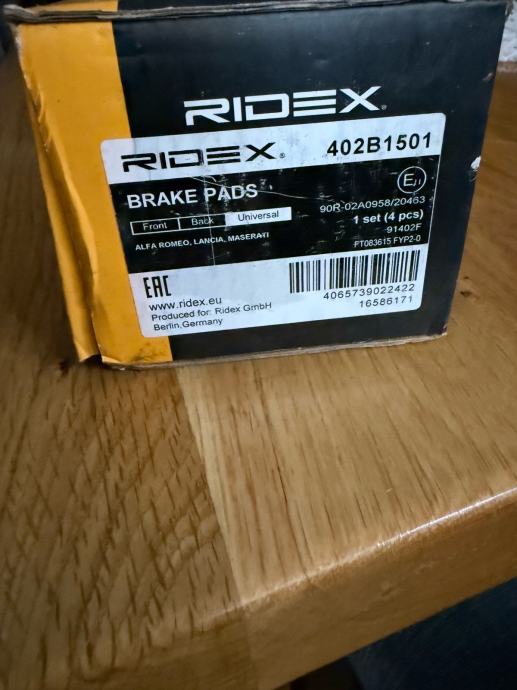 RIDEX
RIDEX 402B1501
BRAKE PADS
Front Back Universal
ALFA ROMEO, LANCIA, MASERATI
90R-02A0958/20463
1 set (4 pcs)
91402F
PT083615 FYP2-0
EAC
www.ridex.eu
Produced for: Ridex GmbH
Berlin,Germany
4065739022422
16586171